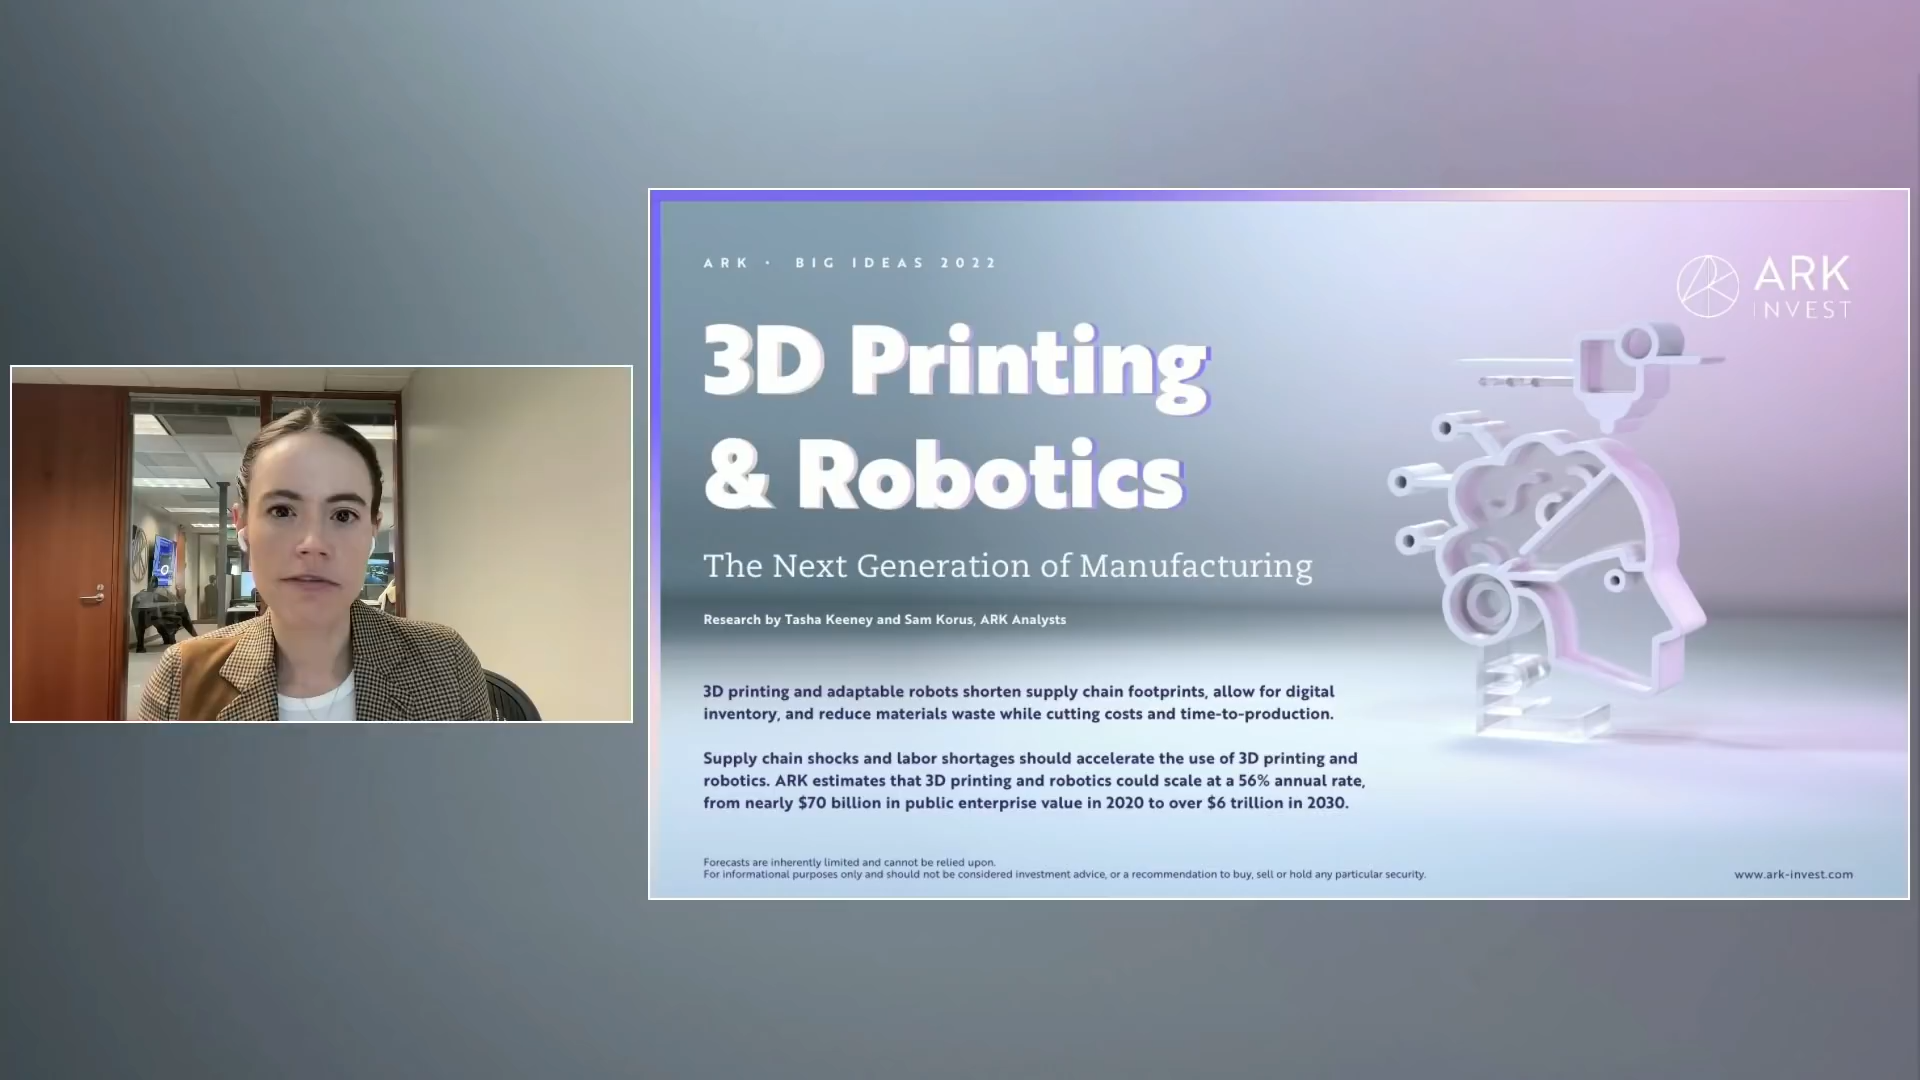 ARK · BIG IDEAS 2022
ARK
INVEST
3D Printing
& Robotics
The Next Generation of Manufacturing
Research by Tasha Keeney and Sam Korus, ARK Analysts
3D printing and adaptable robots shorten supply chain footprints, allow for digital
inventory, and reduce materials waste while cutting costs and time-to-production.
Supply chain shocks and labor shortages should accelerate the use of 3D printing and
robotics. ARK estimates that 3D printing and robotics could scale at a 56% annual rate,
from nearly $70 billion in public enterprise value in 2020 to over $6 trillion in 2030.
Forecasts are inherently limited and cannot be relied upon.
For informational purposes only and should not be considered investment advice, or a recommendation to buy, sell or hold any particular security.
www.ark-invest.com